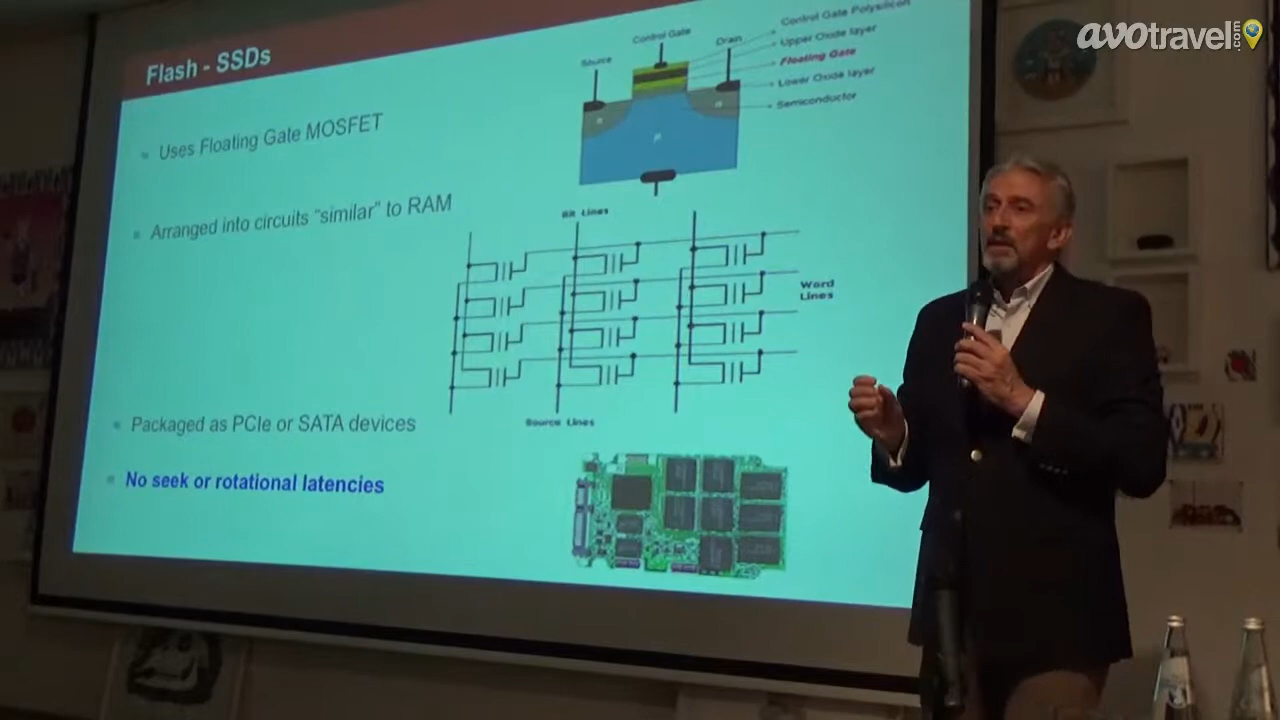 avotravel.com
Flash - SSDs
Uses Floating Gate MOSFET
Arranged into circuits "similar" to RAM
Packaged as PCIe or SATA devices
No seek or rotational latencies
Control Gate
Source
Drain
Control Gate Polysilicon
Upper Oxide layer
Floating Gate
Lower Oxide layer
Semiconductor
Bit Lines
Word
Lines
Source Lines